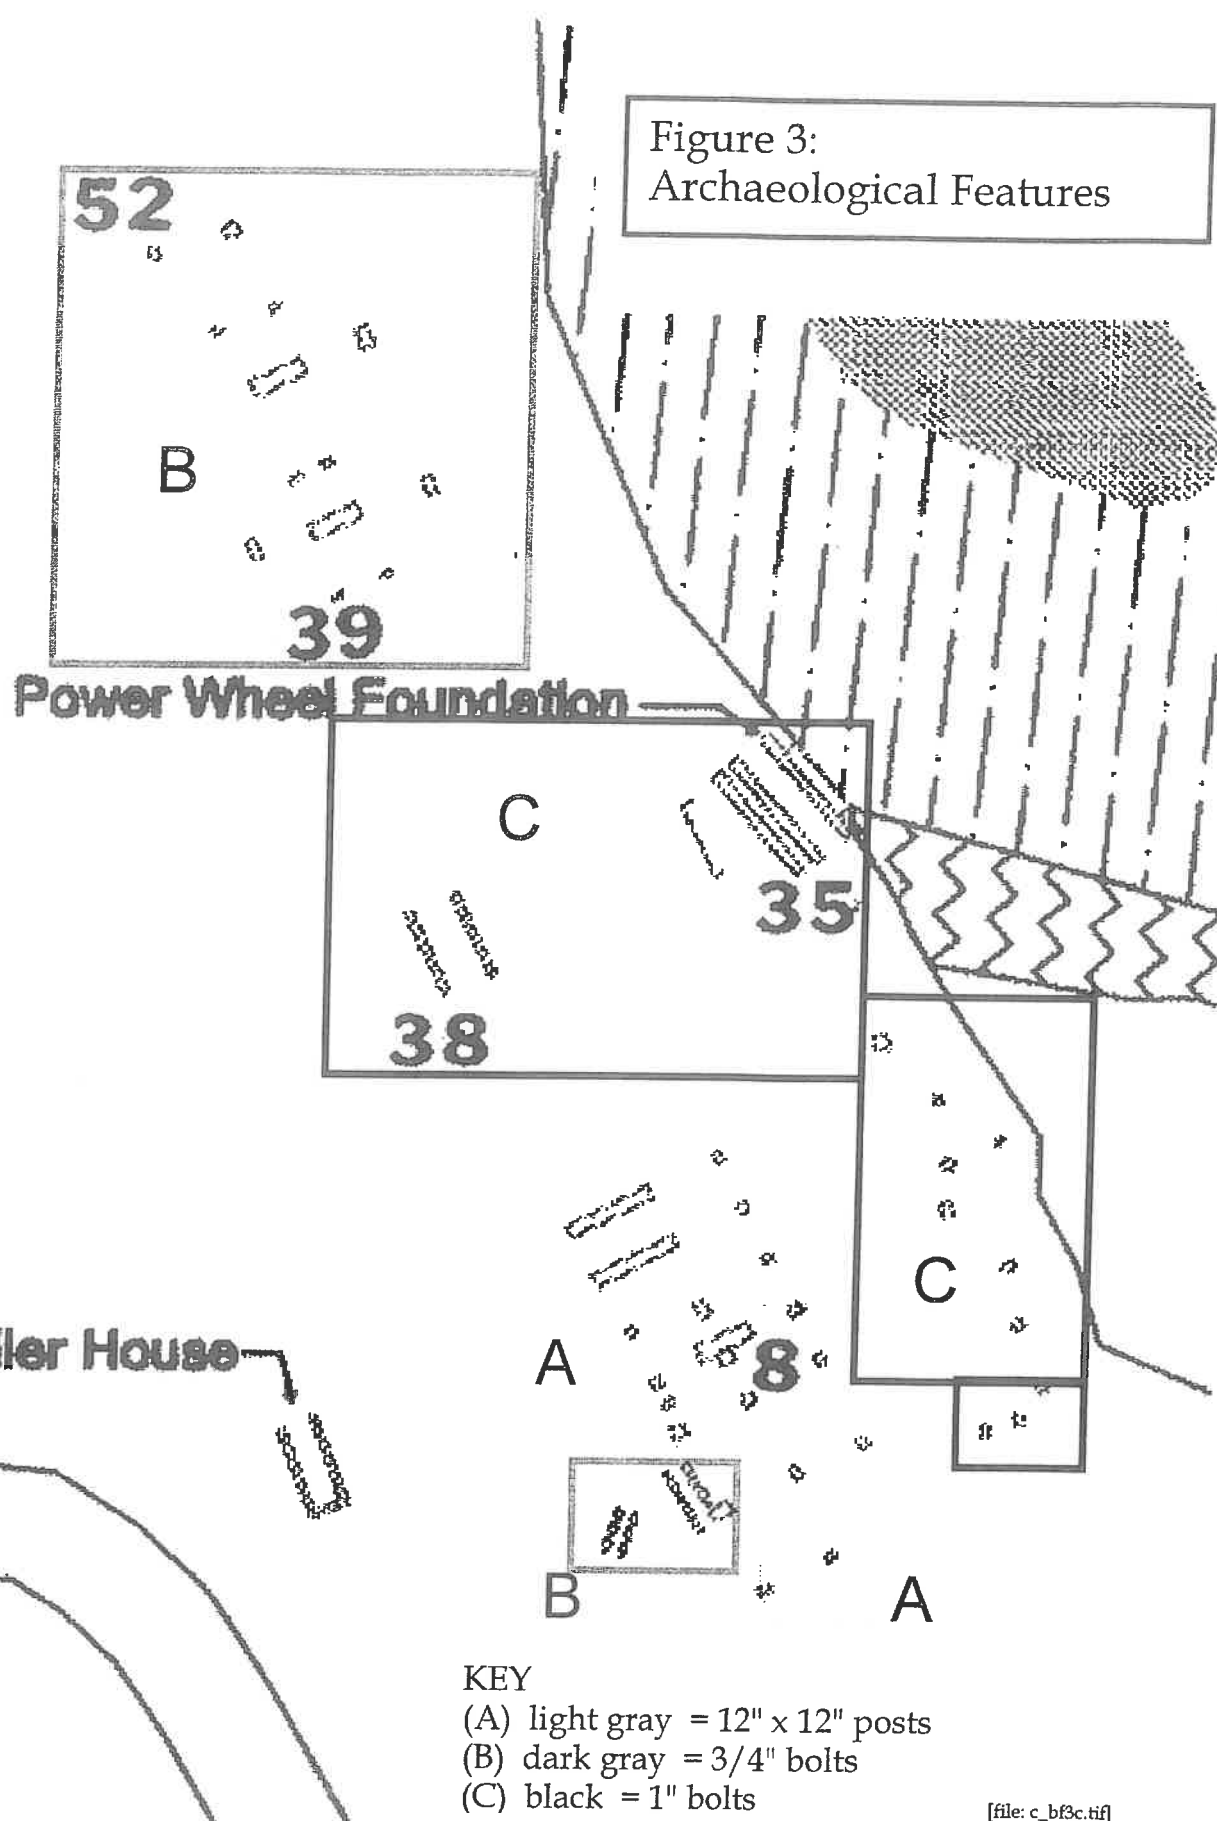 Figure 3:
Archaeological Features
52
B
39
Power Wheel Foundation
C
35
38
C
ler House
A
8
B
A
KEY
(A) light gray = 12" x 12" posts
(B) dark gray = 3/4" bolts
(C) black = 1" bolts
[file: c_bf3c.tif]